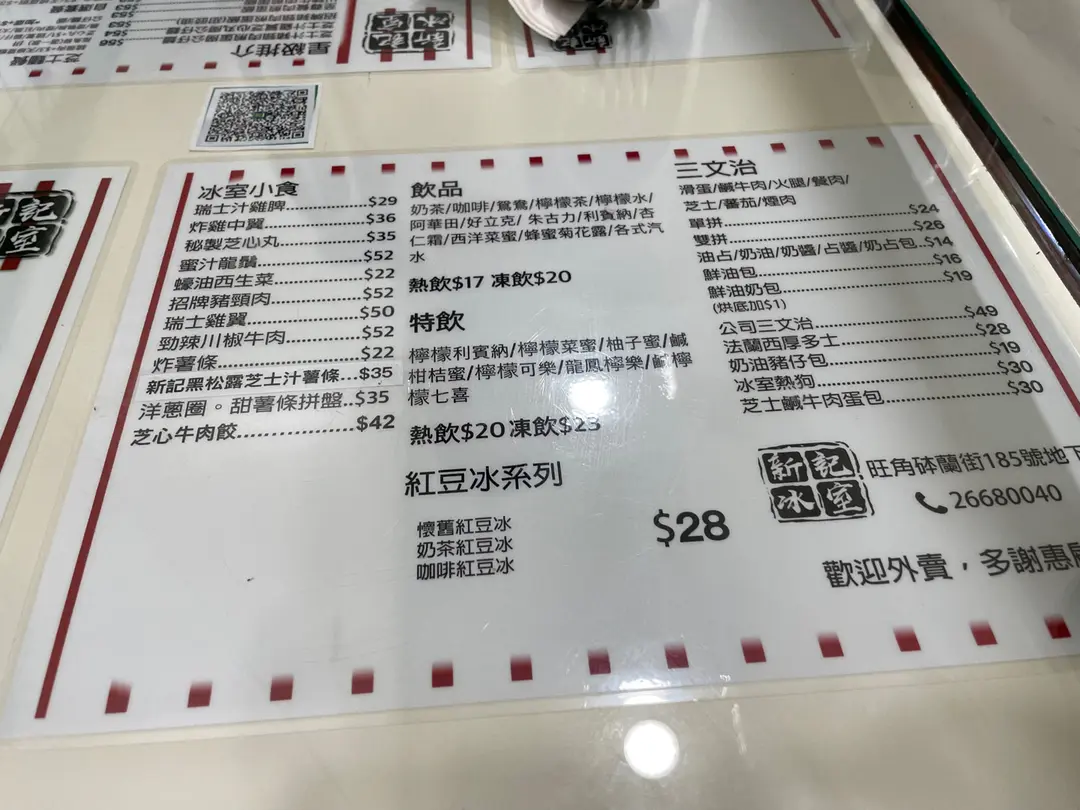 星級推介
新記
冰室
新記
新記
冰室
冰室小食
瑞士汁雞脾 $29
炸雞中翼 $36
秘製芝心丸 $35
蜜汁龍鬚 $52
蠔油西生菜 $22
招牌豬頸肉 $52
瑞士雞翼 $50
勁辣川椒牛肉 $52
炸薯條 $22
新記黑松露芝士汁薯條...$35
洋蔥圈。甜薯條拼盤..$35
芝心牛肉餃 $42
飲品
奶茶/咖啡/鴛鴦/檸檬茶/檸檬水/
阿華田/好立克/ 朱古力/利賓納/杏
仁霜/西洋菜蜜/蜂蜜菊花露/各式汽
水
熱飲$17 凍飲$20
特飲
檸檬利賓納/檸檬菜蜜/柚子蜜/鹹
柑桔蜜/檸檬可樂/龍鳳檸樂/鹹檸
檬七喜
熱飲$20 凍飲$23
紅豆冰系列
懷舊紅豆冰
奶茶紅豆冰
咖啡紅豆冰
$28
三文治
滑蛋/鹹牛肉/火腿/餐肉/
芝士/蕃茄/煙肉
單拼 $24
雙拼 $26
油占/奶油/奶醬/占醬/奶占包..$14
鮮油包 $16
鮮油奶包 $19
(烘底加$1)
公司三文治 $49
法蘭西厚多士 $28
奶油豬仔包 $19
冰室熱狗 $30
芝士鹹牛肉蛋包 $30
新記
冰室
旺角砵蘭街185號地下
26680040
歡迎外賣，多謝惠